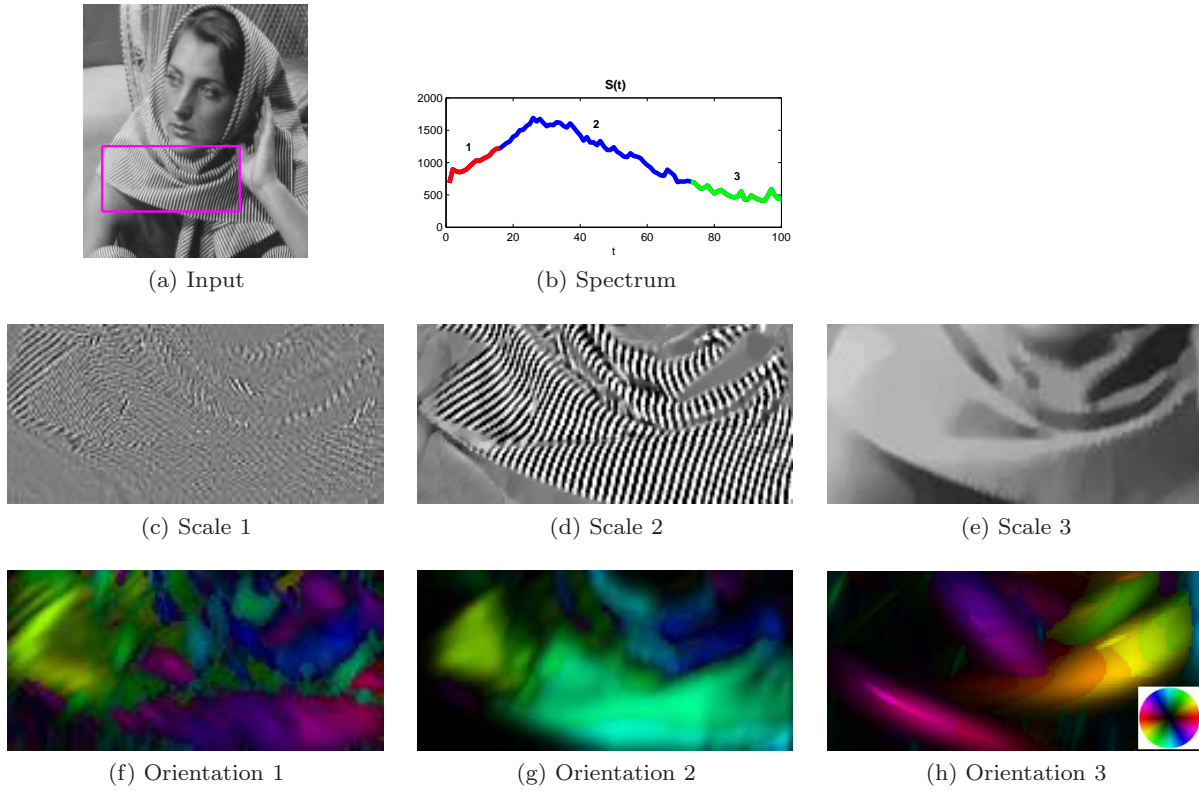 S(t)
2000
1500
1000
500
0
1
2
3
0 20 40 60 80 100
t
(a) Input
(b) Spectrum
(c) Scale 1
(d) Scale 2
(e) Scale 3
(f) Orientation 1
(g) Orientation 2
(h) Orientation 3